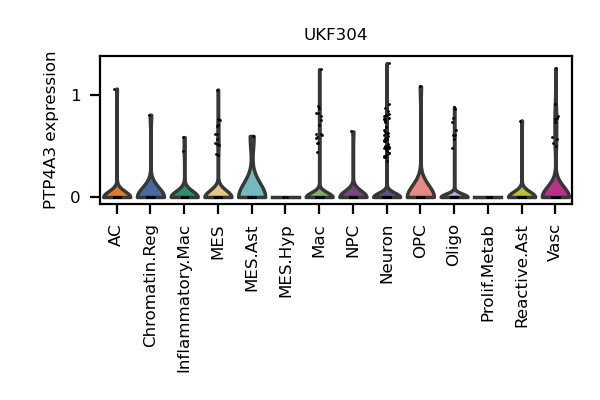 UKF304
PTP4A3 expression
1
0
AC
Chromatin.Reg
Inflammatory.Mac
MES
MES.Ast
MES.Hyp
Mac
NPC
Neuron
OPC
Oligo
Prolif.Metab
Reactive.Ast
Vasc